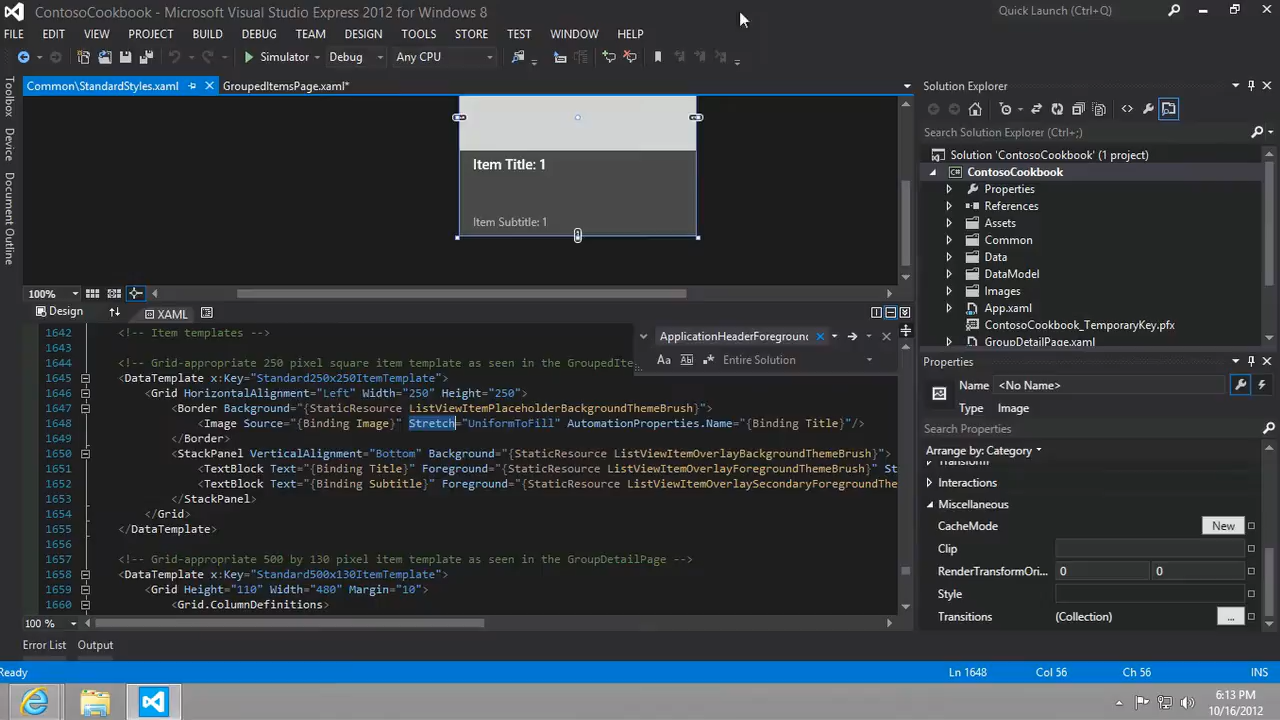 ContosoCookbook - Microsoft Visual Studio Express 2012 for Windows 8
Quick Launch (Ctrl+Q)
FILE EDIT VIEW PROJECT BUILD DEBUG TEAM DESIGN TOOLS STORE TEST WINDOW HELP
Simulator Debug Any CPU
Common\StandardStyles.xaml GroupedItemsPage.xaml*
Toolbox
Device
Document Outline
Item Title: 1
Item Subtitle: 1
100%
Design XAML
ApplicationHeaderForeground
Aa Entire Solution
1642 <!-- Item templates -->
1643
1644 <!-- Grid-appropriate 250 pixel square item template as seen in the GroupedIte
1645 <DataTemplate x:Key="Standard250x250ItemTemplate">
1646 <Grid HorizontalAlignment="Left" Width="250" Height="250">
1647 <Border Background="{StaticResource ListViewItemPlaceholderBackgroundThemeBrush}">
1648 <Image Source="{Binding Image}" Stretch="UniformToFill" AutomationProperties.Name="{Binding Title}"/>
1649 </Border>
1650 <StackPanel VerticalAlignment="Bottom" Background="{StaticResource ListViewItemOverlayBackgroundThemeBrush}">
1651 <TextBlock Text="{Binding Title}" Foreground="{StaticResource ListViewItemOverlayForegroundThemeBrush}" St
1652 <TextBlock Text="{Binding Subtitle}" Foreground="{StaticResource ListViewItemOverlaySecondaryForegroundThe
1653 </StackPanel>
1654 </Grid>
1655 </DataTemplate>
1656
1657 <!-- Grid-appropriate 500 by 130 pixel item template as seen in the GroupDetailPage -->
1658 <DataTemplate x:Key="Standard500x130ItemTemplate">
1659 <Grid Height="110" Width="480" Margin="10">
1660 <Grid.ColumnDefinitions>
100 %
Error List Output
Solution Explorer
Search Solution Explorer (Ctrl+;)
Solution 'ContosoCookbook' (1 project)
ContosoCookbook
Properties
References
Assets
Common
Data
DataModel
Images
App.xaml
ContosoCookbook_TemporaryKey.pfx
GroupDetailPage.xaml
Properties
Name <No Name>
Type Image
Search Properties
Arrange by: Category
Transform
Interactions
Miscellaneous
CacheMode New
Clip
RenderTransformOri... 0 0
Style
Transitions (Collection) ...
Ready Ln 1648 Col 56 Ch 56 INS
6:13 PM
10/16/2012